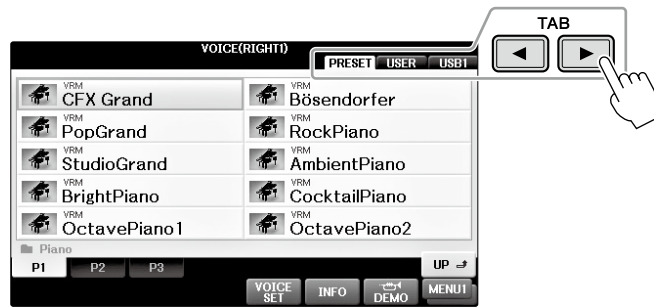 TAB
VOICE(RIGHT1)
PRESET USER USB1
VRM
CFX Grand
VRM
Bösendorfer
VRM
PopGrand
VRM
RockPiano
VRM
StudioGrand
VRM
AmbientPiano
VRM
BrightPiano
VRM
CocktailPiano
VRM
OctavePiano1
VRM
OctavePiano2
Piano
P1 P2 P3 UP
VOICE SET INFO DEMO MENU1